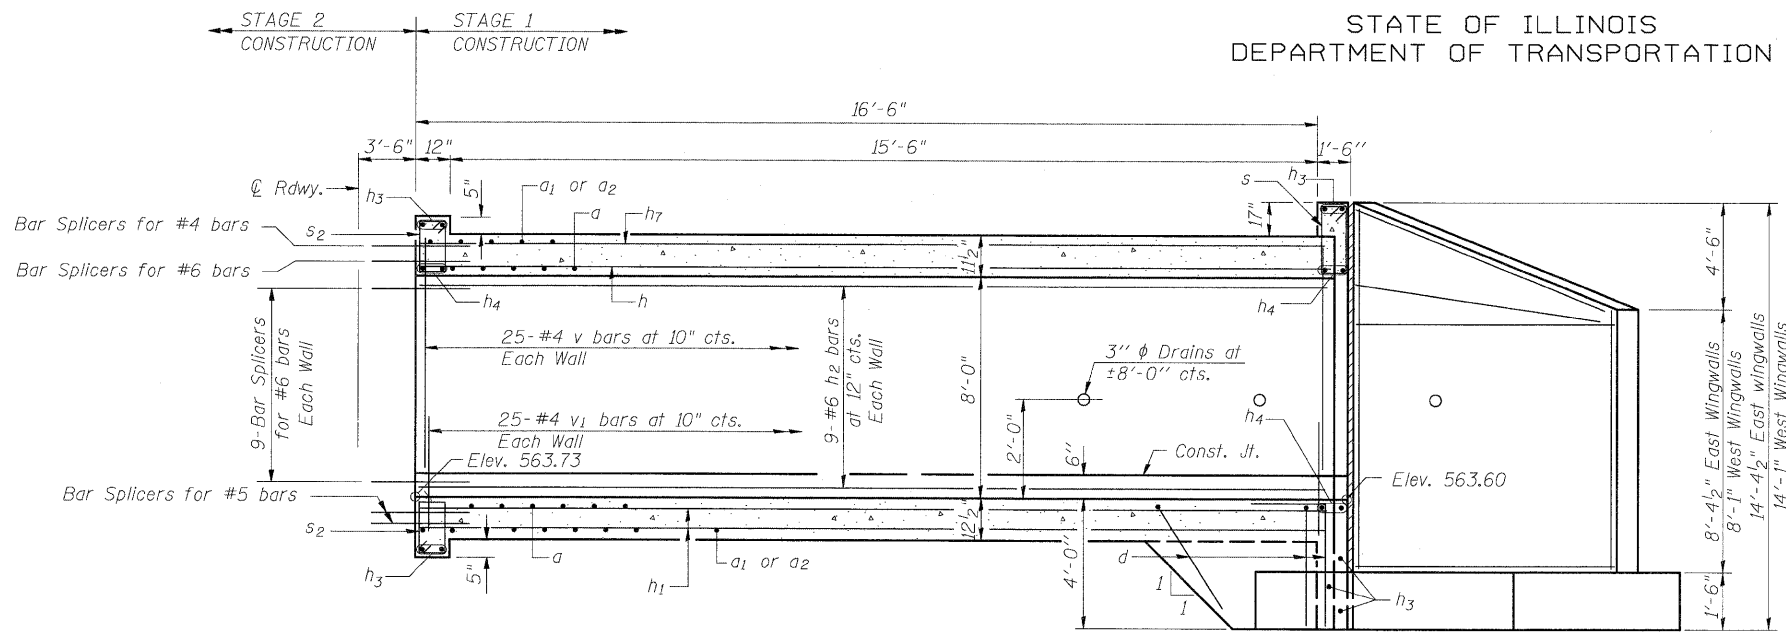 STAGE 2
CONSTRUCTION
STAGE 1
CONSTRUCTION
STATE OF ILLINOIS
DEPARTMENT OF TRANSPORTATION
16'-6"
3'-6"
12"
15'-6"
1'-6"
℄ Rdwy.
h3
5"
a1 or a2
a
h7
s
h3
17"
Bar Splicers for #4 bars
s2
Bar Splicers for #6 bars
11½"
4'-6"
h4
h
h4
9-Bar Splicers
for #6 bars
Each Wall
25-#4 v bars at 10" cts.
Each Wall
9-#6 h2 bars
at 12" cts.
Each Wall
8'-0"
3" ϕ Drains at
±8'-0" cts.
h4
25-#4 v1 bars at 10" cts.
Each Wall
2'-0"
6"
Const. Jt.
Elev. 563.73
Elev. 563.60
Bar Splicers for #5 bars
s2
12½"
4'-0"
h3
5"
a
h1
a1 or a2
d
1
1
h3
8'-4½" East Wingwalls
8'-1" West Wingwalls
14'-4½" East wingwalls
14'-1" West Wingwalls
1'-6"